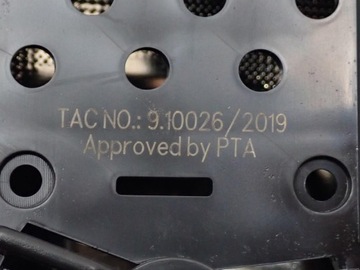 TAC NO.: 9.10026/2019
Approved by PTA